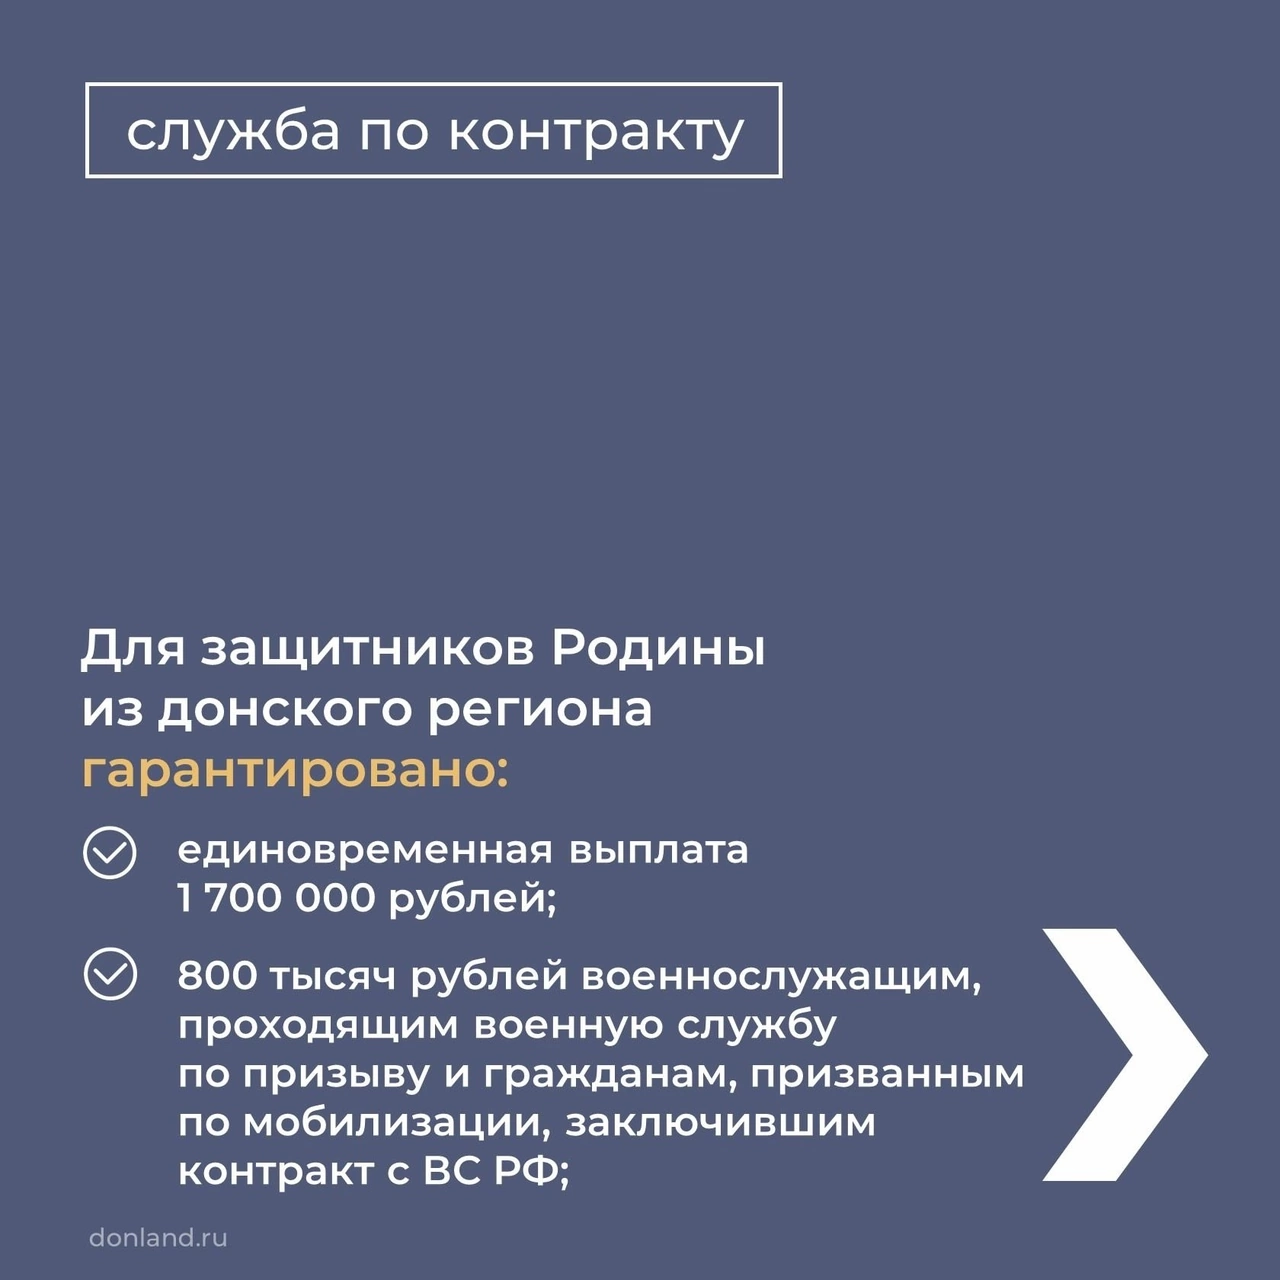 служба по контракту
Для защитников Родины
из донского региона
гарантировано:
единовременная выплата
1 700 000 рублей;
800 тысяч рублей военнослужащим,
проходящим военную службу
по призыву и гражданам, призванным
по мобилизации, заключившим
контракт с ВС РФ;
donland.ru